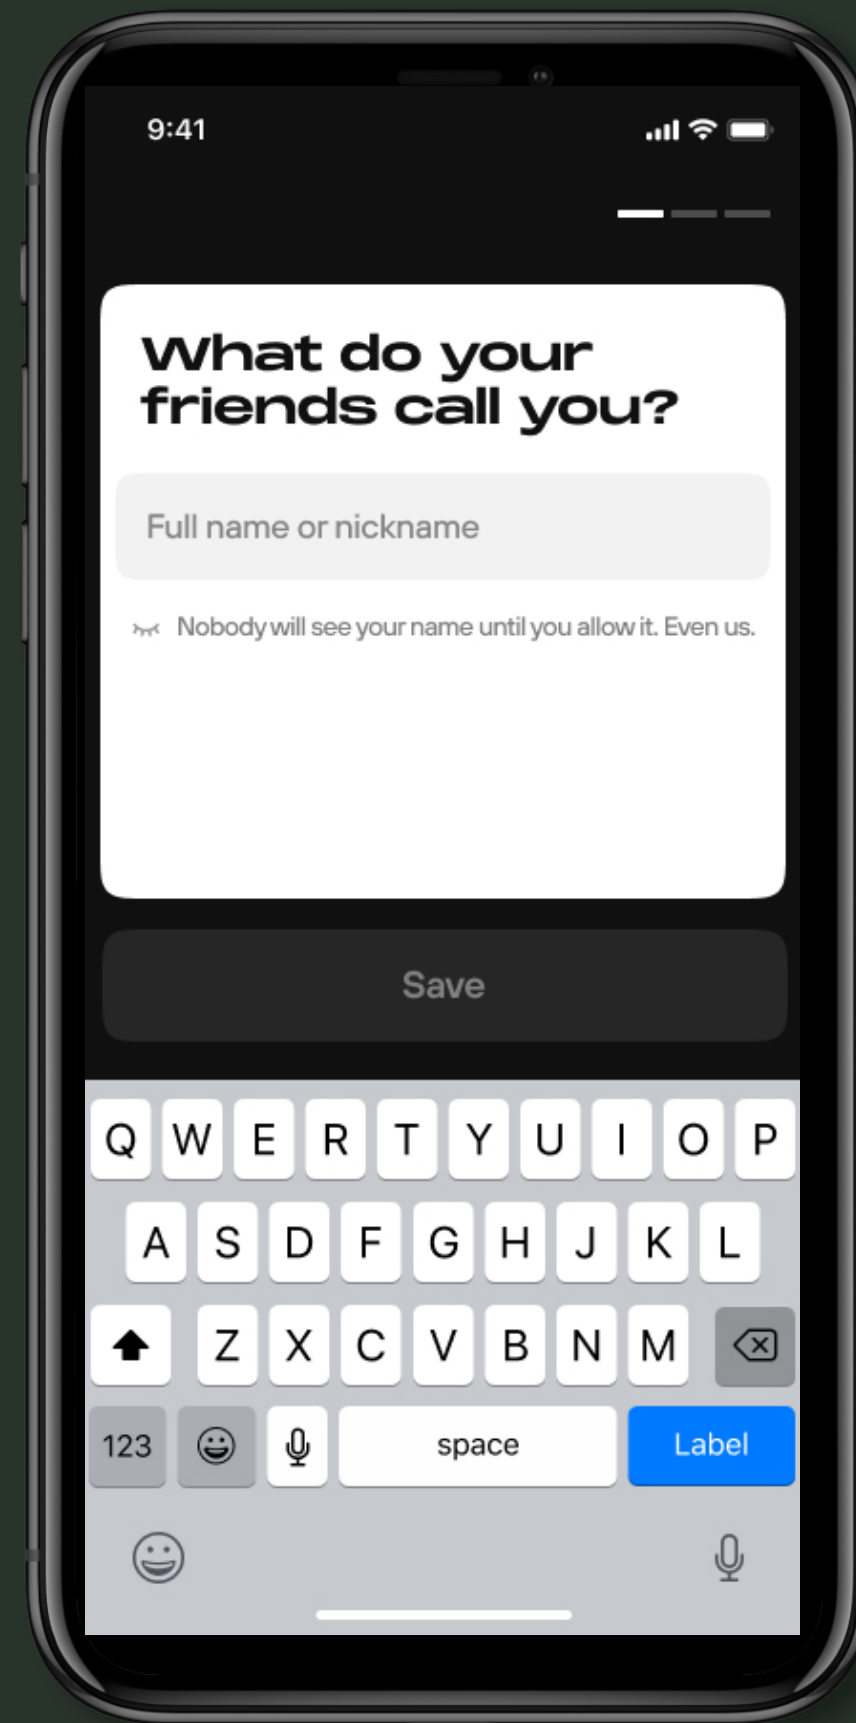 9:41
What do your
friends call you?
Full name or nickname
Nobody will see your name until you allow it. Even us.
Save
Q W E R T Y U I O P
A S D F G H J K L
Z X C V B N M
123 space Label